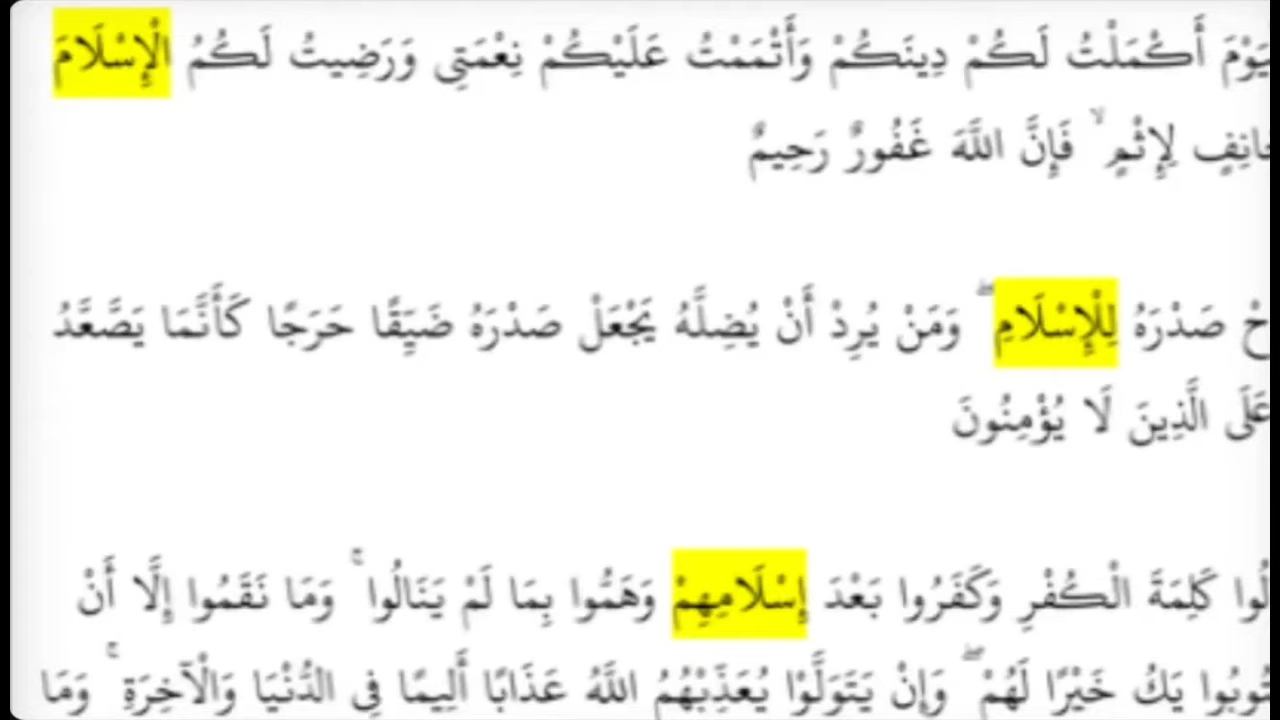 أَكْمَلْتُ لَكُمْ دِينَكُمْ وَأَتْمَمْتُ عَلَيْكُمْ نِعْمَتِي وَرَضِيتُ لَكُمُ الْإِسْلَامَ
لِإِثْمٍ ۙ فَإِنَّ اللَّهَ غَفُورٌ رَحِيمٌ
صَدْرَهُ لِلْإِسْلَامِ ۖ وَمَنْ يُرِدْ أَنْ يُضِلَّهُ يَجْعَلْ صَدْرَهُ ضَيِّقًا حَرَجًا كَأَنَّمَا يَصَّعَّدُ
عَلَى الَّذِينَ لَا يُؤْمِنُونَ
كَلِمَةَ الْكُفْرِ وَكَفَرُوا بَعْدَ إِسْلَامِهِمْ وَهَمُّوا بِمَا لَمْ يَنَالُوا ۚ وَمَا نَقَمُوا إِلَّا أَنْ
يَكُ خَيْرًا لَهُمْ ۖ وَإِنْ يَتَوَلَّوْا يُعَذِّبْهُمُ اللَّهُ عَذَابًا أَلِيمًا فِي الدُّنْيَا وَالْآخِرَةِ ۚ وَمَا